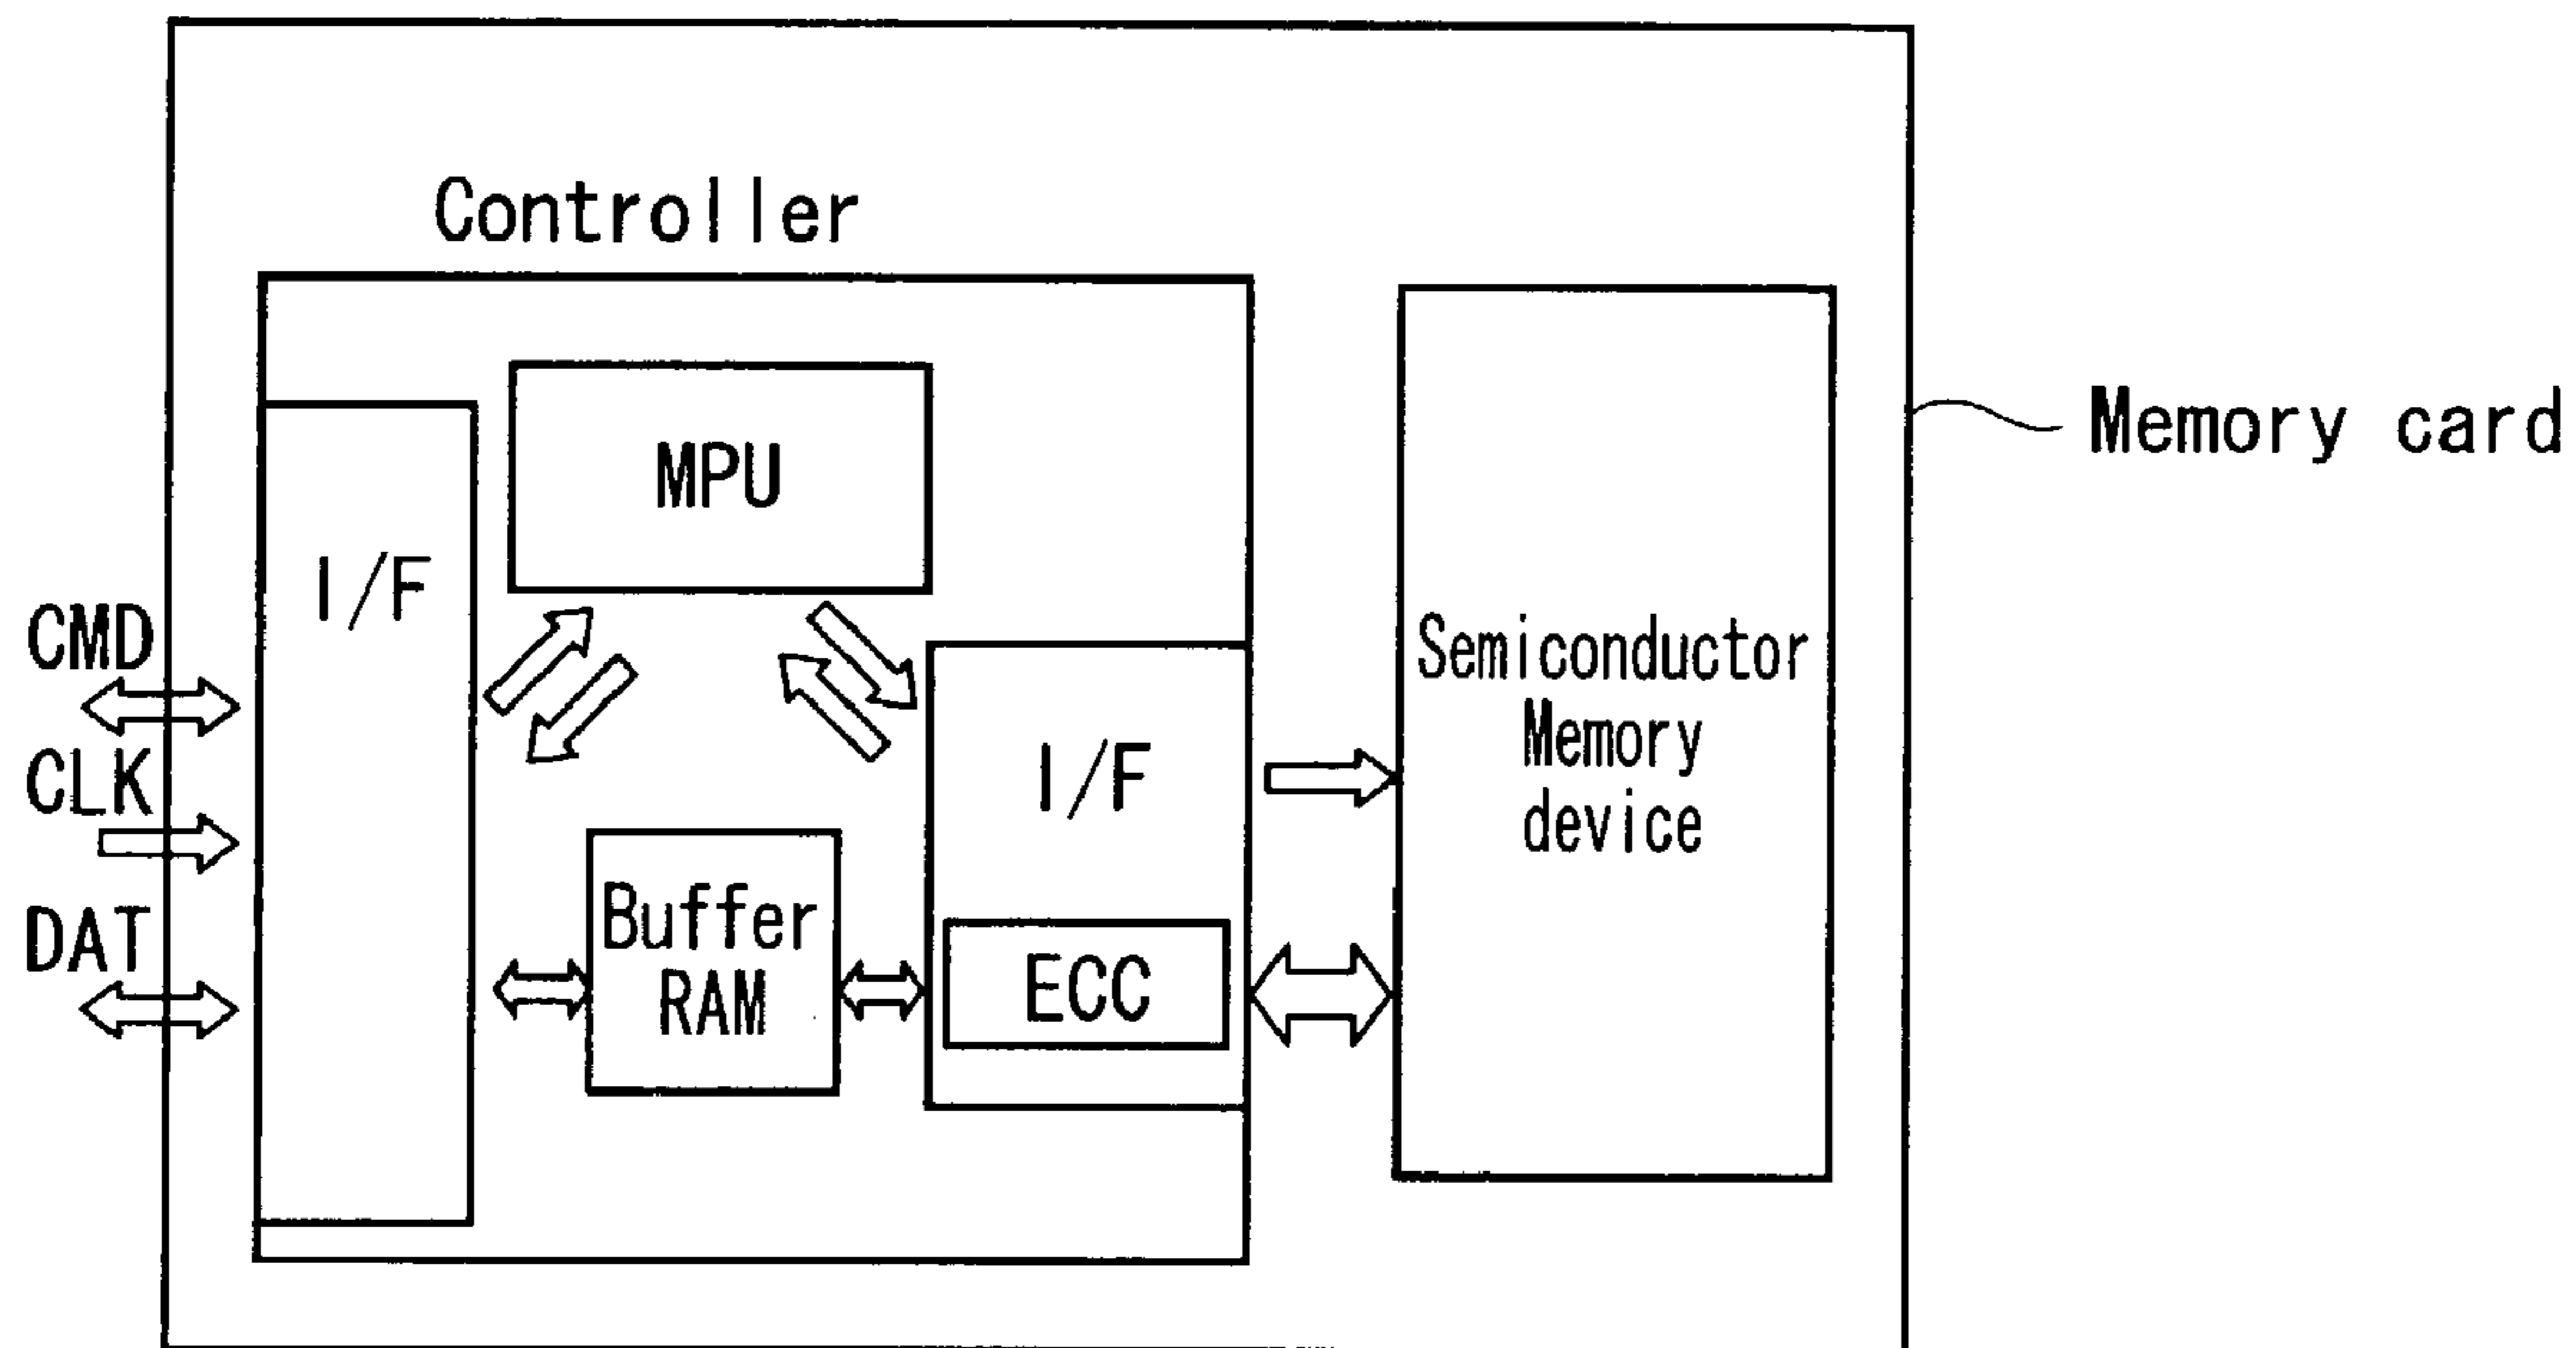 Controller
MPU
I/F
CMD
CLK
DAT
I/F
Buffer
RAM
ECC
Semiconductor
Memory
device
Memory card